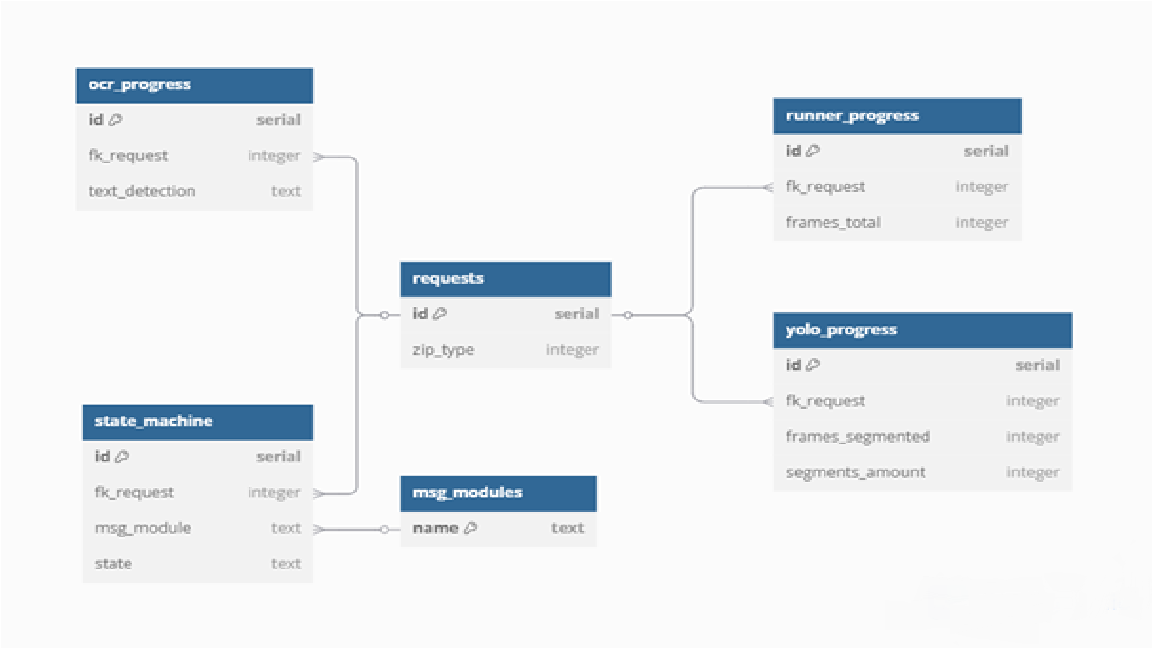 ocr_progress
id serial
fk_request integer
text_detection text
runner_progress
id serial
fk_request integer
frames_total integer
requests
id serial
zip_type integer
yolo_progress
id serial
fk_request integer
frames_segmented integer
segments_amount integer
state_machine
id serial
fk_request integer
msg_module text
state text
msg_modules
name text